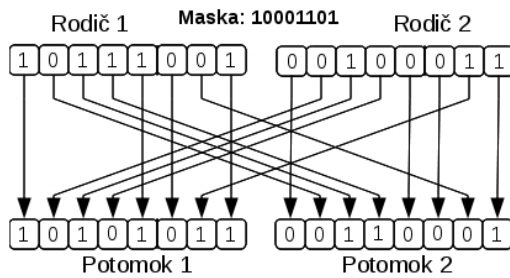 Maska: 10001101
Rodič 1 Rodič 2
1 0 1 1 1 0 0 1 0 0 1 0 0 0 1 1
1 0 1 0 1 0 1 1 0 0 1 1 0 0 0 1
Potomok 1 Potomok 2